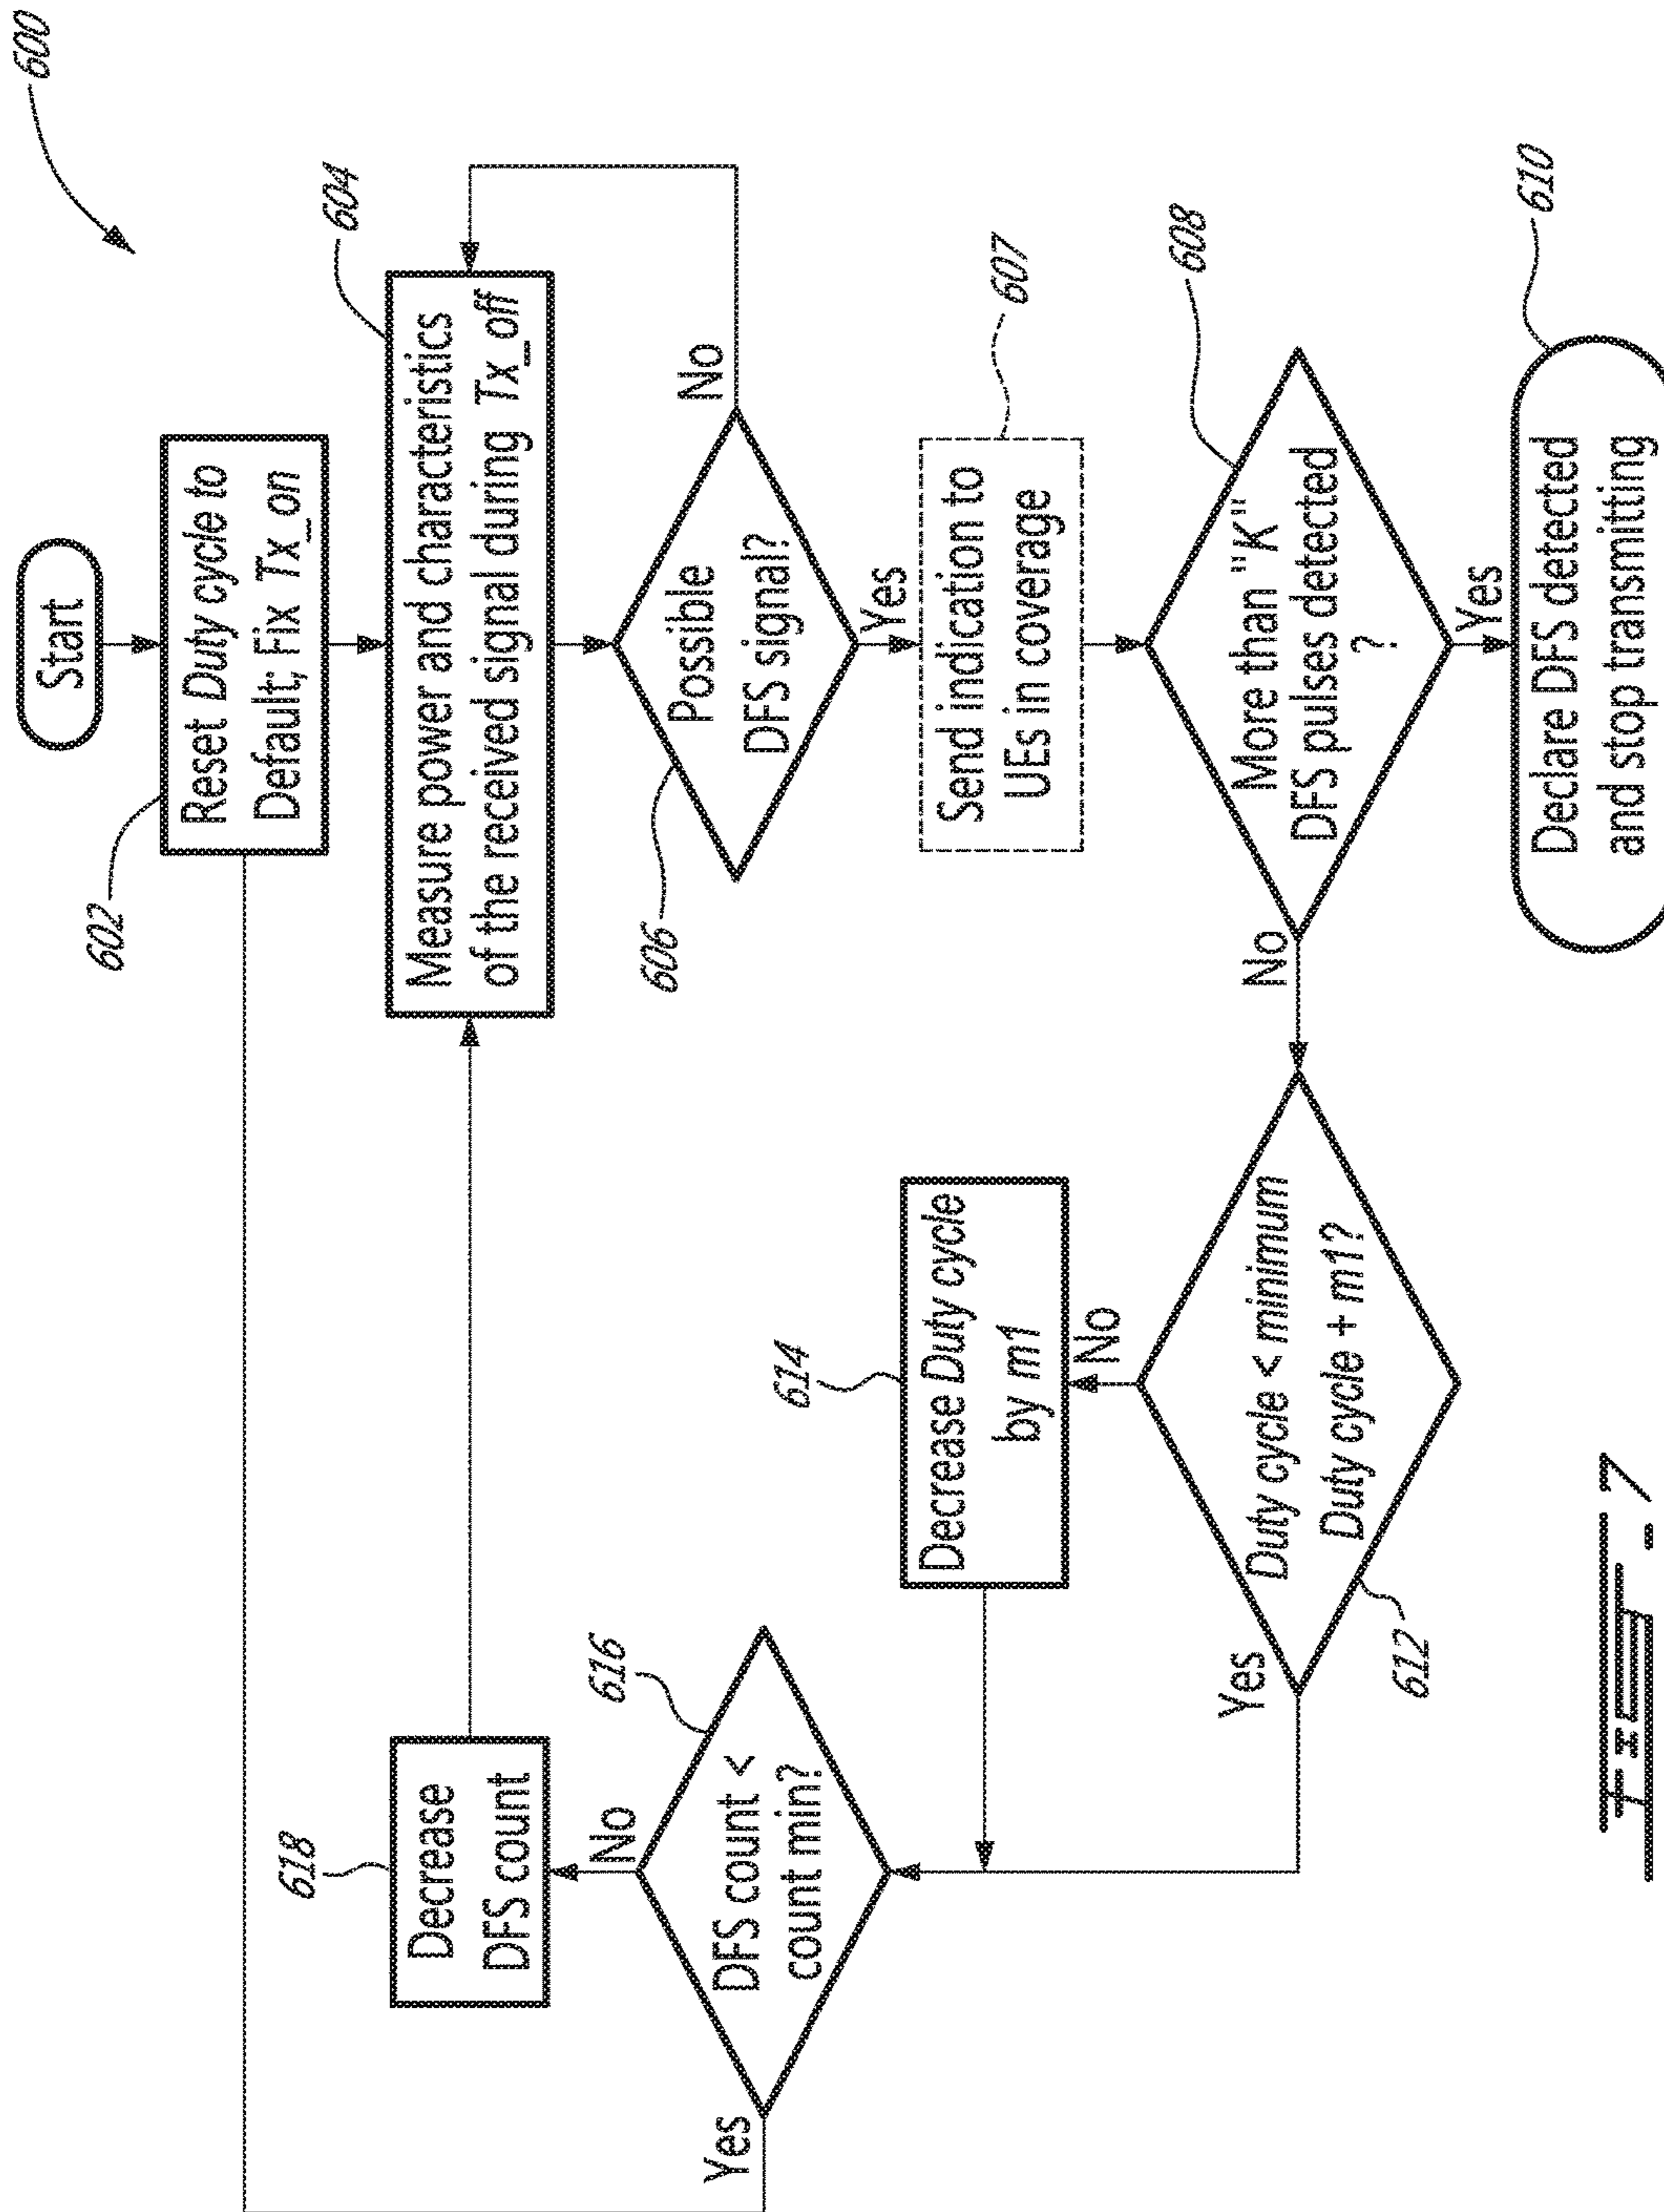 600
Start
602
Reset Duty cycle to
Default; Fix Tx_on
604
Measure power and characteristics
of the received signal during Tx_off
606
Possible
DFS signal?
No
Yes
607
Send indication to
UEs in coverage
608
More than "K"
DFS pulses detected
?
No
Yes
610
Declare DFS detected
and stop transmitting
612
Duty cycle < minimum
Duty cycle + m1?
No
Yes
614
Decrease Duty cycle
by m1
616
DFS count <
count min?
No
Yes
618
Decrease
DFS count
FIG. 7